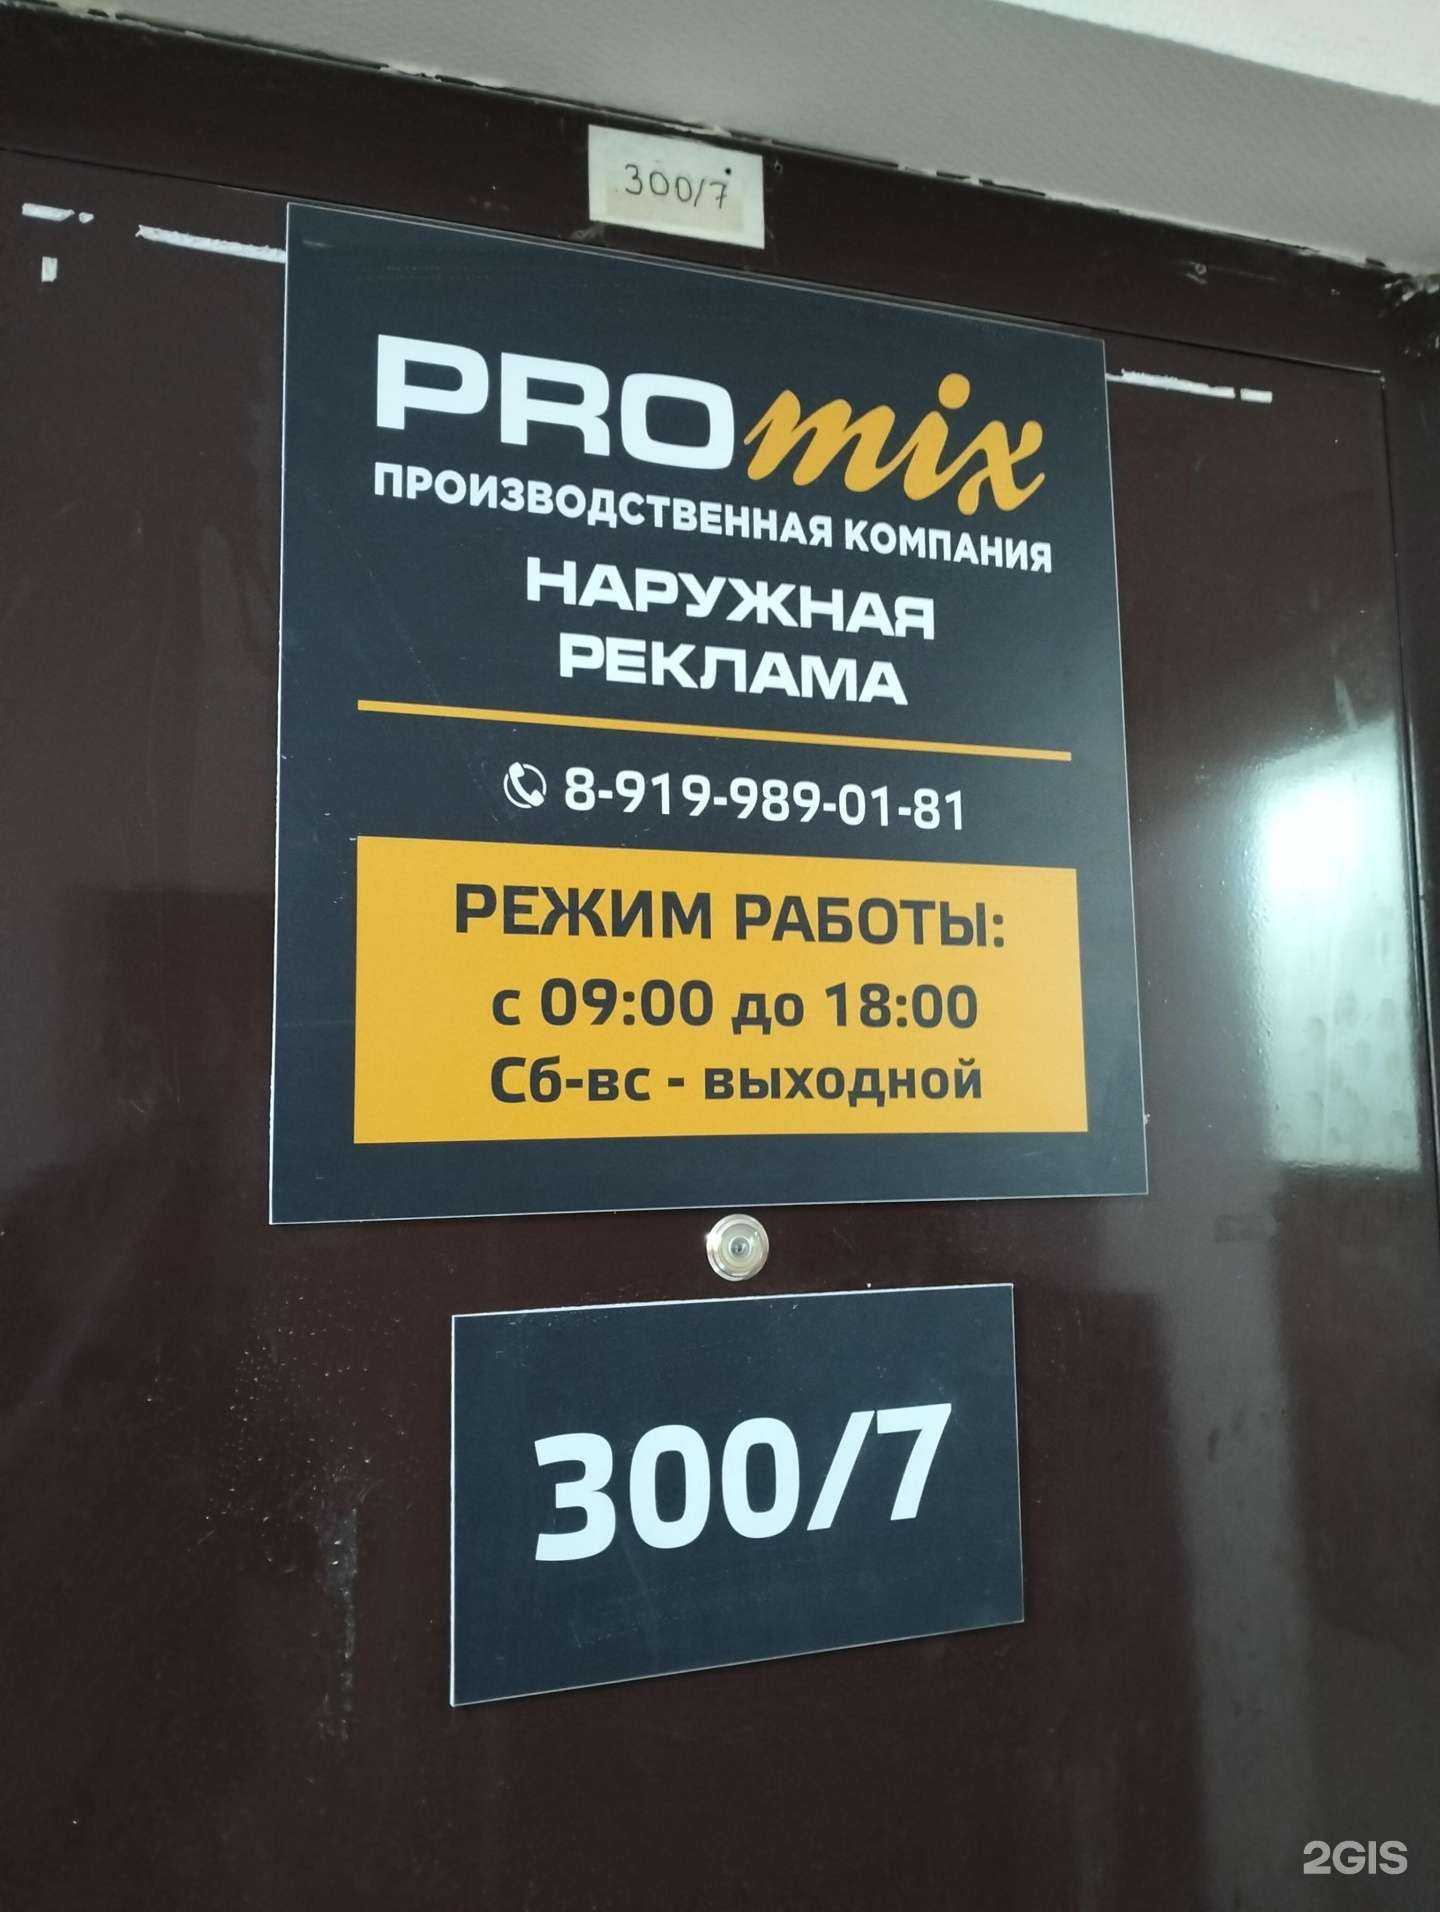 300/7
PROmix
ПРОИЗВОДСТВЕННАЯ КОМПАНИЯ
НАРУЖНАЯ
РЕКЛАМА
8-919-989-01-81
РЕЖИМ РАБОТЫ:
с 09:00 до 18:00
Сб-вс - выходной
300/7
2GIS